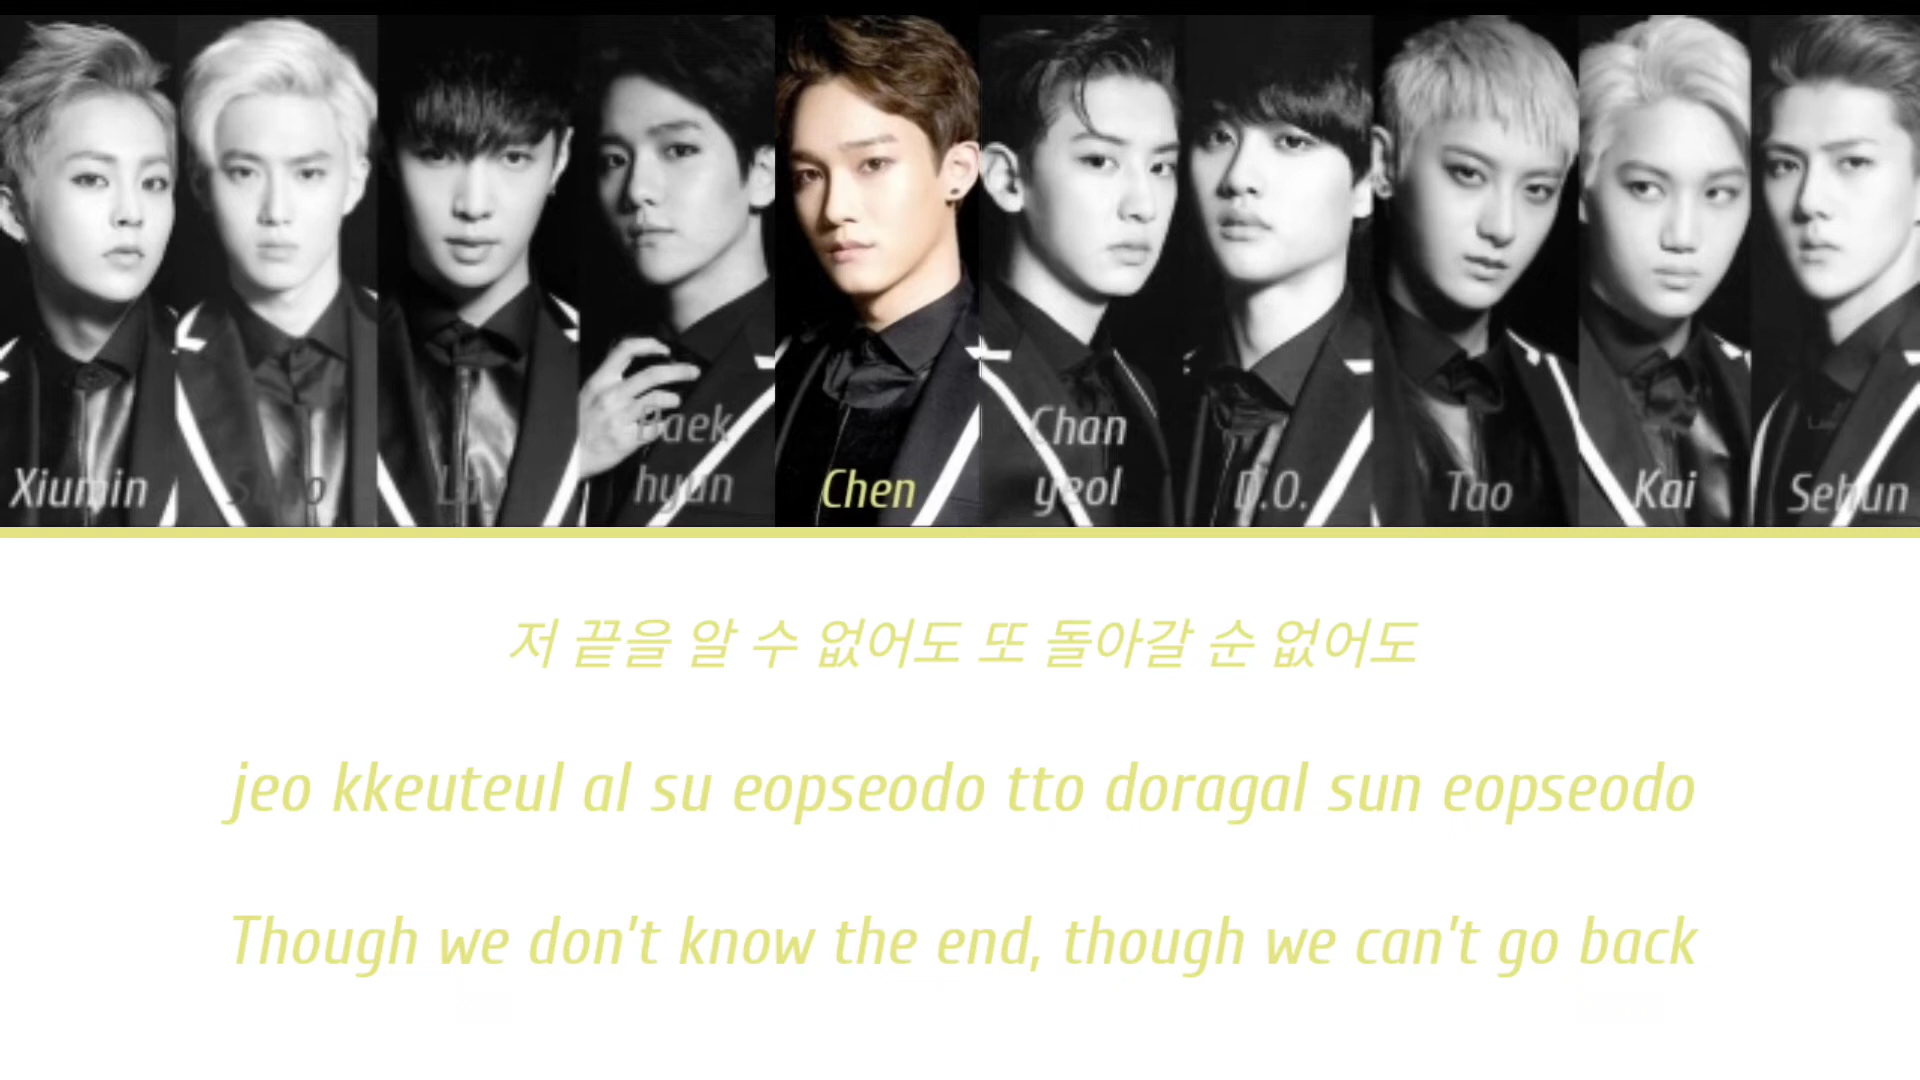 Xiumin
Suho
Lay
Baek
hyun
Chen
Chan
yeol
D.O.
Tao
Kai
Sehun
저 끝을 알 수 없어도 또 돌아갈 순 없어도
jeo kkeuteul al su eopseodo tto doragal sun eopseodo
Though we don't know the end, though we can't go back